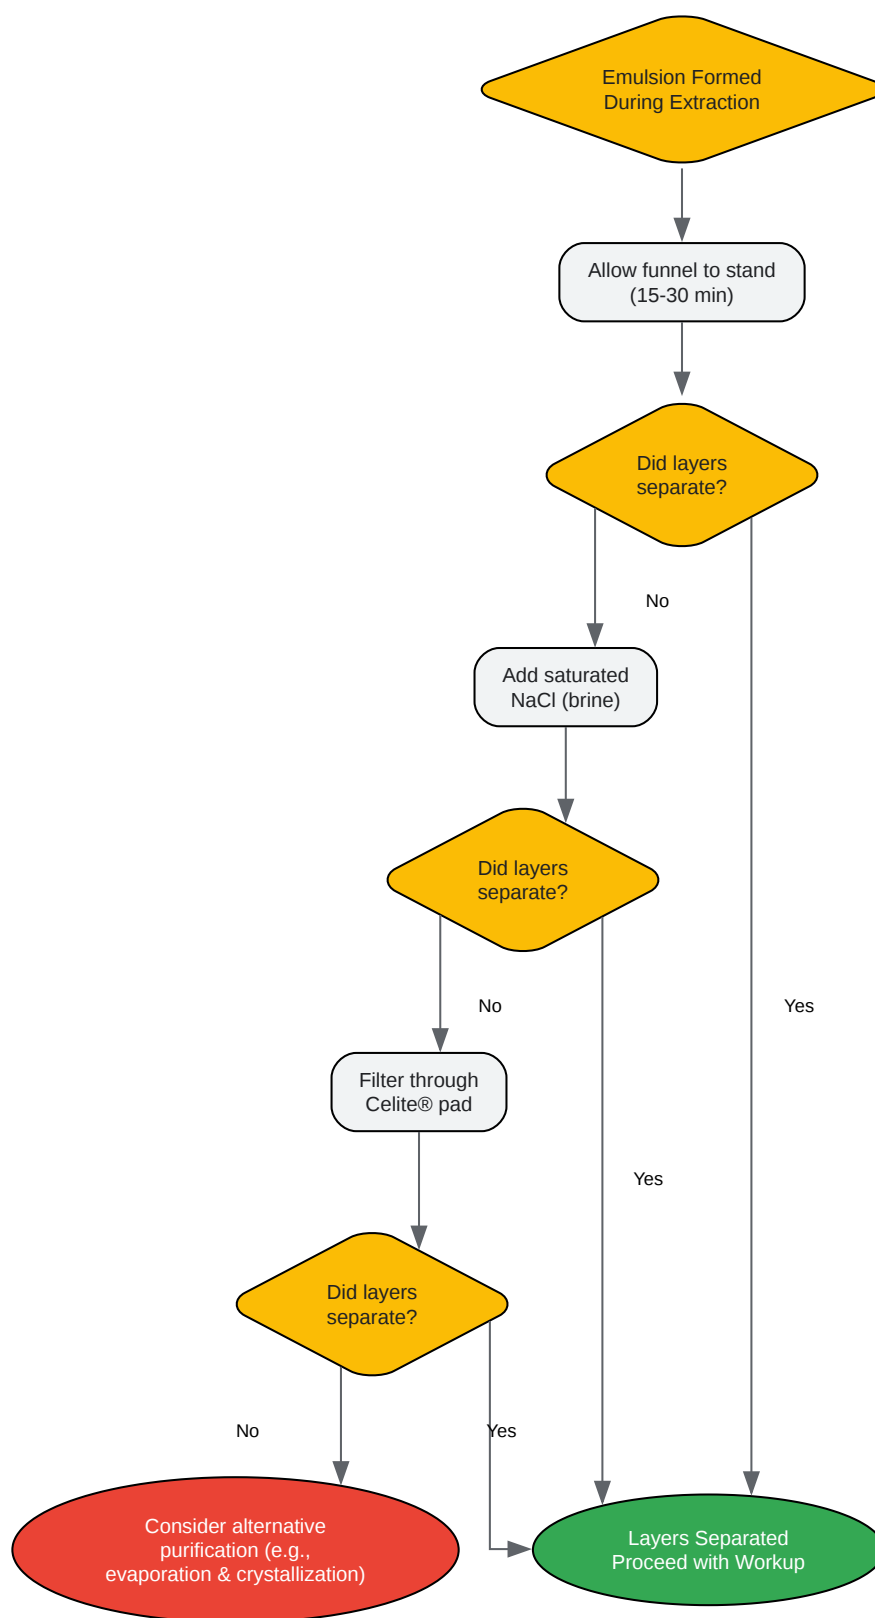 Emulsion Formed
During Extraction
Allow funnel to stand
(15-30 min)
Did layers
separate?
No
Add saturated
NaCl (brine)
Did layers
separate?
No
Yes
Filter through
Celite® pad
Yes
Did layers
separate?
No
Yes
Consider alternative
purification (e.g.,
evaporation & crystallization)
Layers Separated
Proceed with Workup